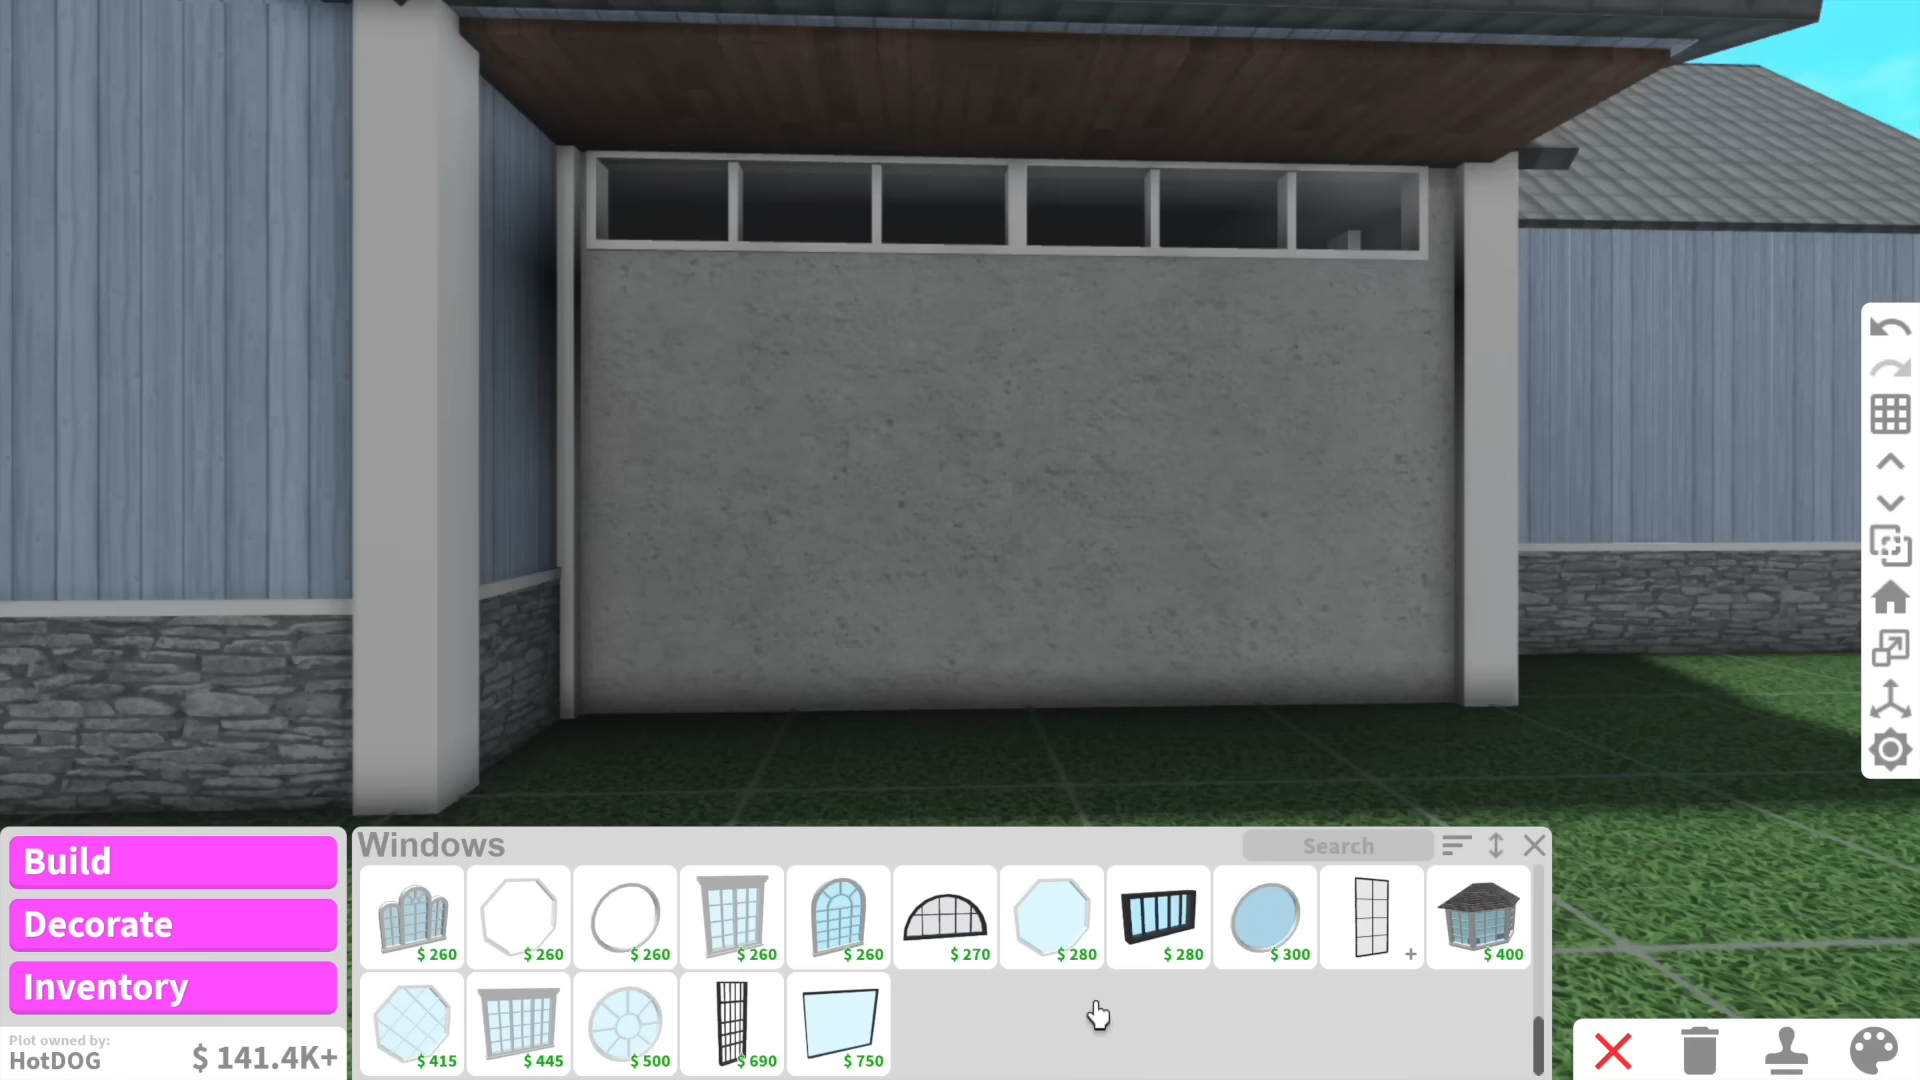 Windows
Search
$ 260
$ 260
$ 260
$ 260
$ 260
$ 270
$ 280
$ 280
$ 300
+
$ 400
$ 415
$ 445
$ 500
$ 690
$ 750
Build
Decorate
Inventory
Plot owned by:
HotDOG
$ 141.4K+